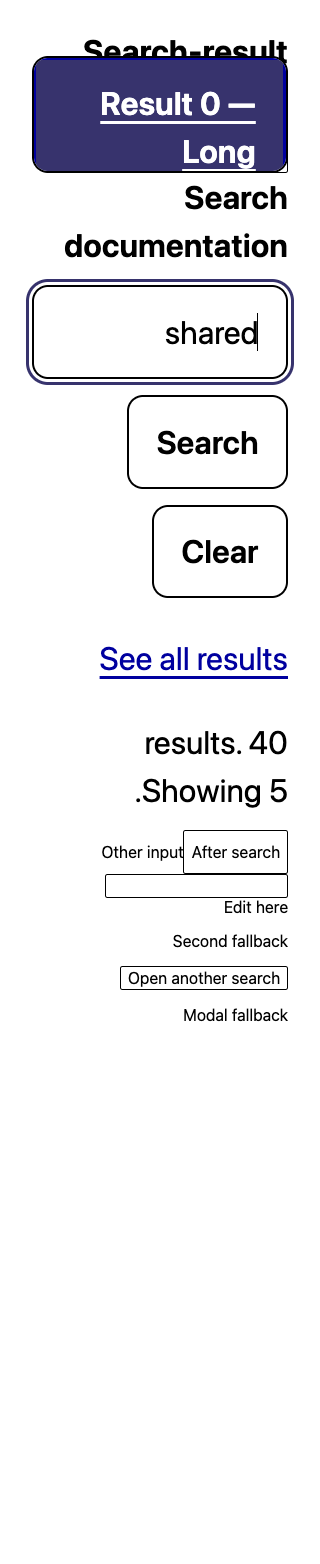 Search-result
Result 0 —
Long
Search
documentation
shared
Search
Clear
See all results
results. 40
.Showing 5
Other input After search
Edit here
Second fallback
Open another search
Modal fallback